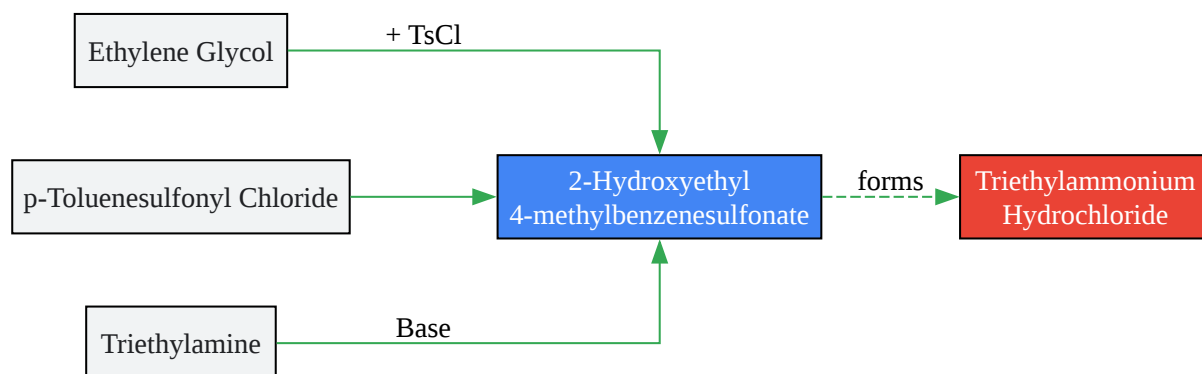 Ethylene Glycol
+ TsCl
p-Toluenesulfonyl Chloride
2-Hydroxyethyl
4-methylbenzenesulfonate
forms
Triethylammonium
Hydrochloride
Triethylamine
Base